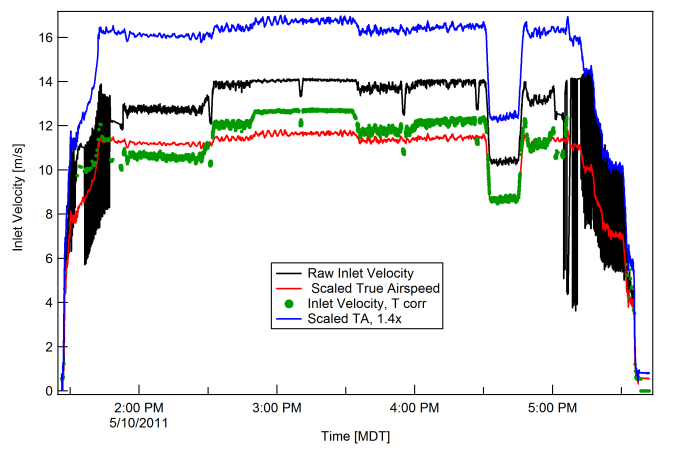 16
14
12
10
8
6
4
2
0
Inlet Velocity [m/s]
Raw Inlet Velocity
Scaled True Airspeed
Inlet Velocity, T corr
Scaled TA, 1.4x
2:00 PM
3:00 PM
4:00 PM
5:00 PM
5/10/2011
Time [MDT]